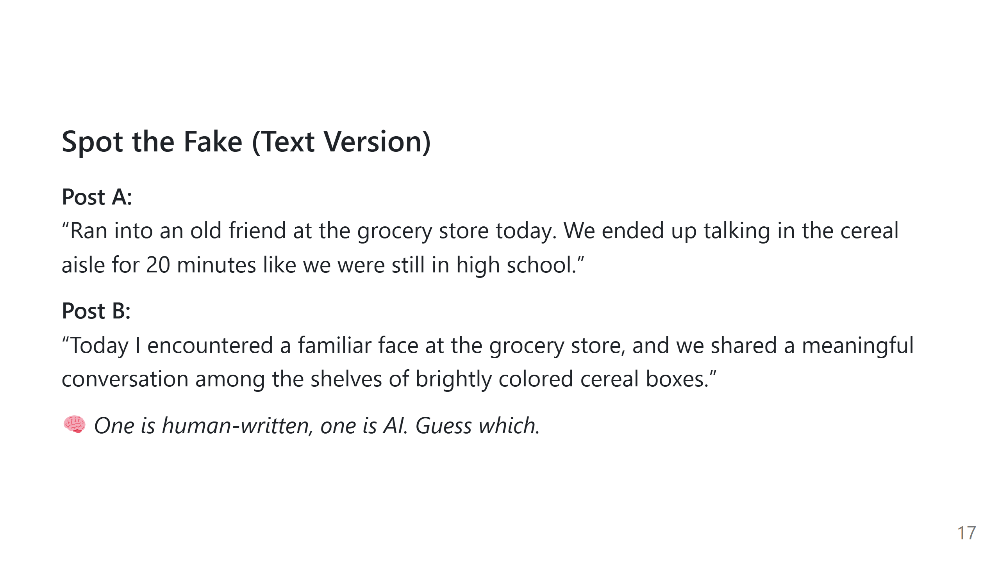 Spot the Fake (Text Version)
Post A:
“Ran into an old friend at the grocery store today. We ended up talking in the cereal
aisle for 20 minutes like we were still in high school.”
Post B:
“Today I encountered a familiar face at the grocery store, and we shared a meaningful
conversation among the shelves of brightly colored cereal boxes.”
🧠 One is human-written, one is AI. Guess which.
17